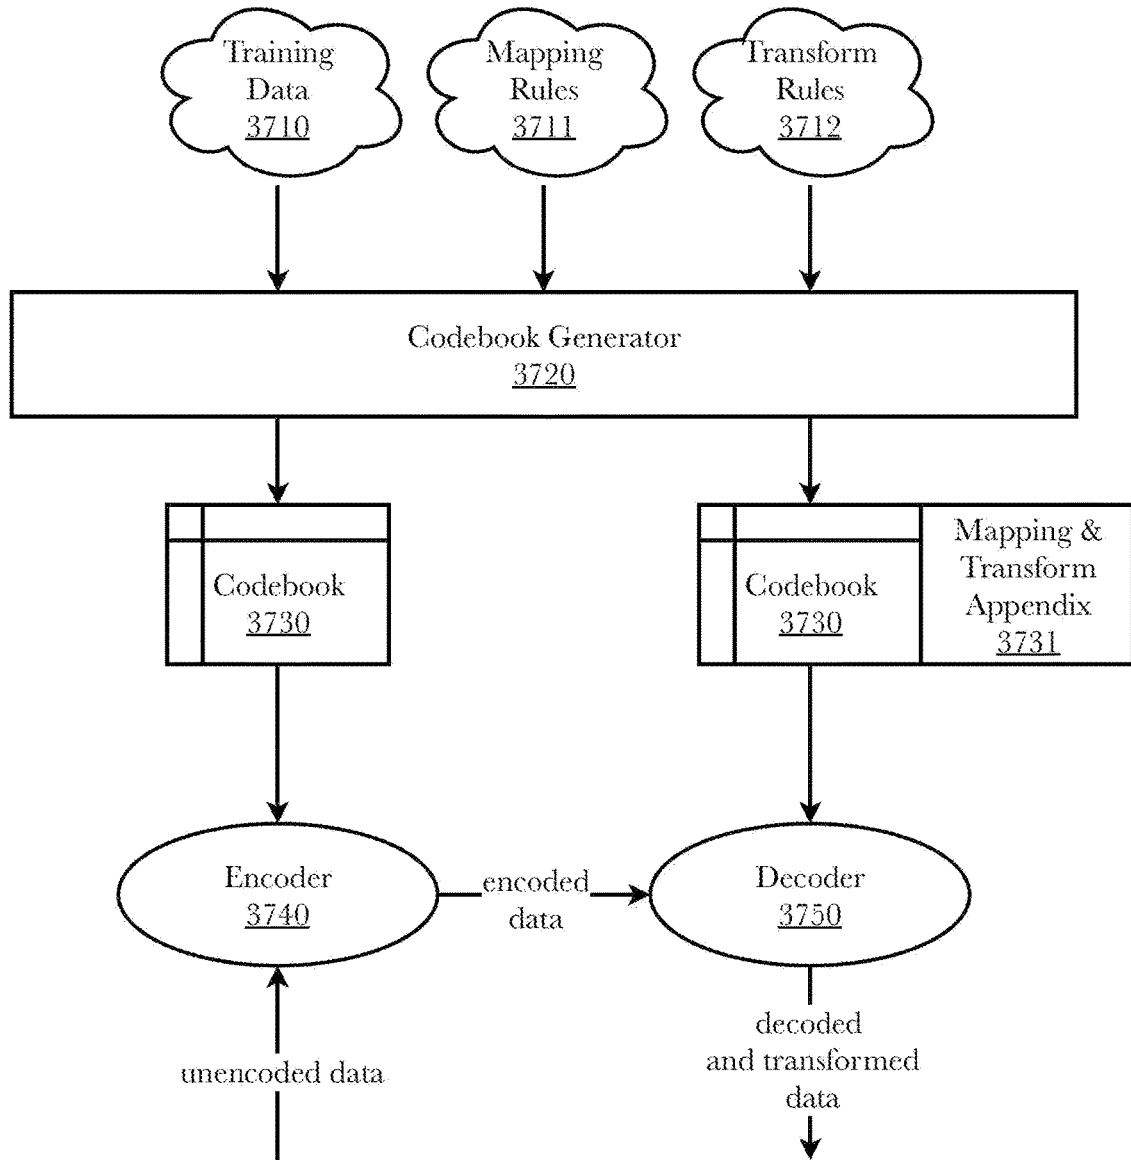 Training
Data
3710
Mapping
Rules
3711
Transform
Rules
3712
Codebook Generator
3720
Codebook
3730
Codebook
3730
Mapping &
Transform
Appendix
3731
Encoder
3740
encoded
data
Decoder
3750
unencoded data
decoded
and transformed
data